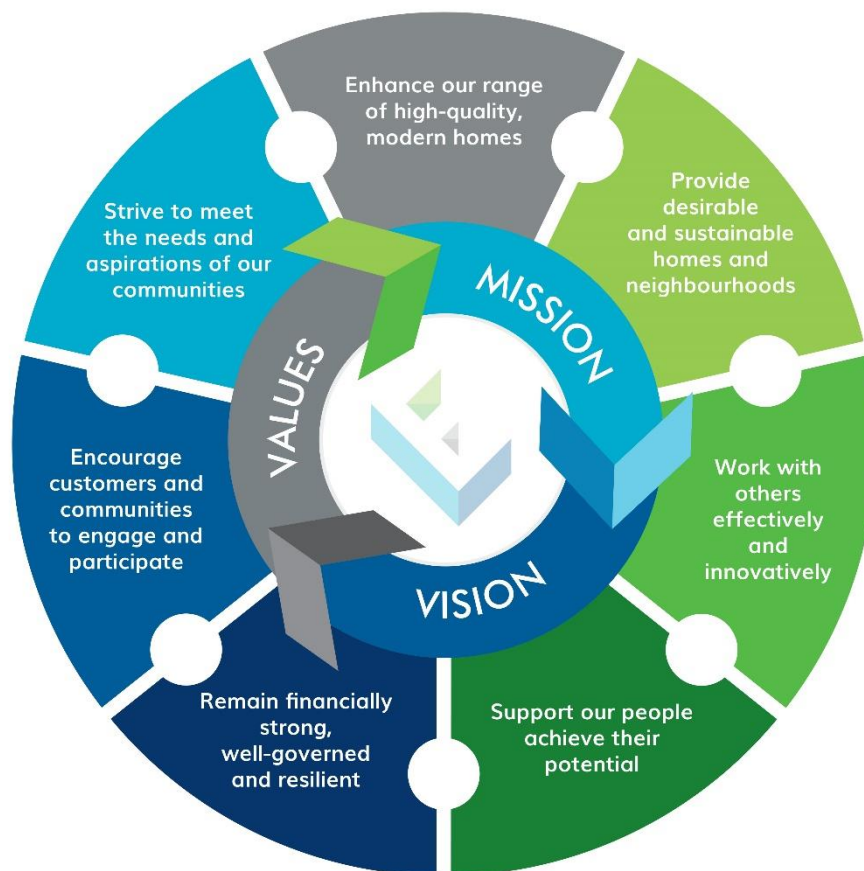 Enhance our range
of high-quality,
modern homes
Provide
desirable
and sustainable
homes and
neighbourhoods
Work with
others
effectively
and
innovatively
Support our people
achieve their
potential
Remain financially
strong,
well-governed
and resilient
Encourage
customers and
communities
to engage and
participate
Strive to meet
the needs and
aspirations of our
communities
MISSION
VISION
VALUES